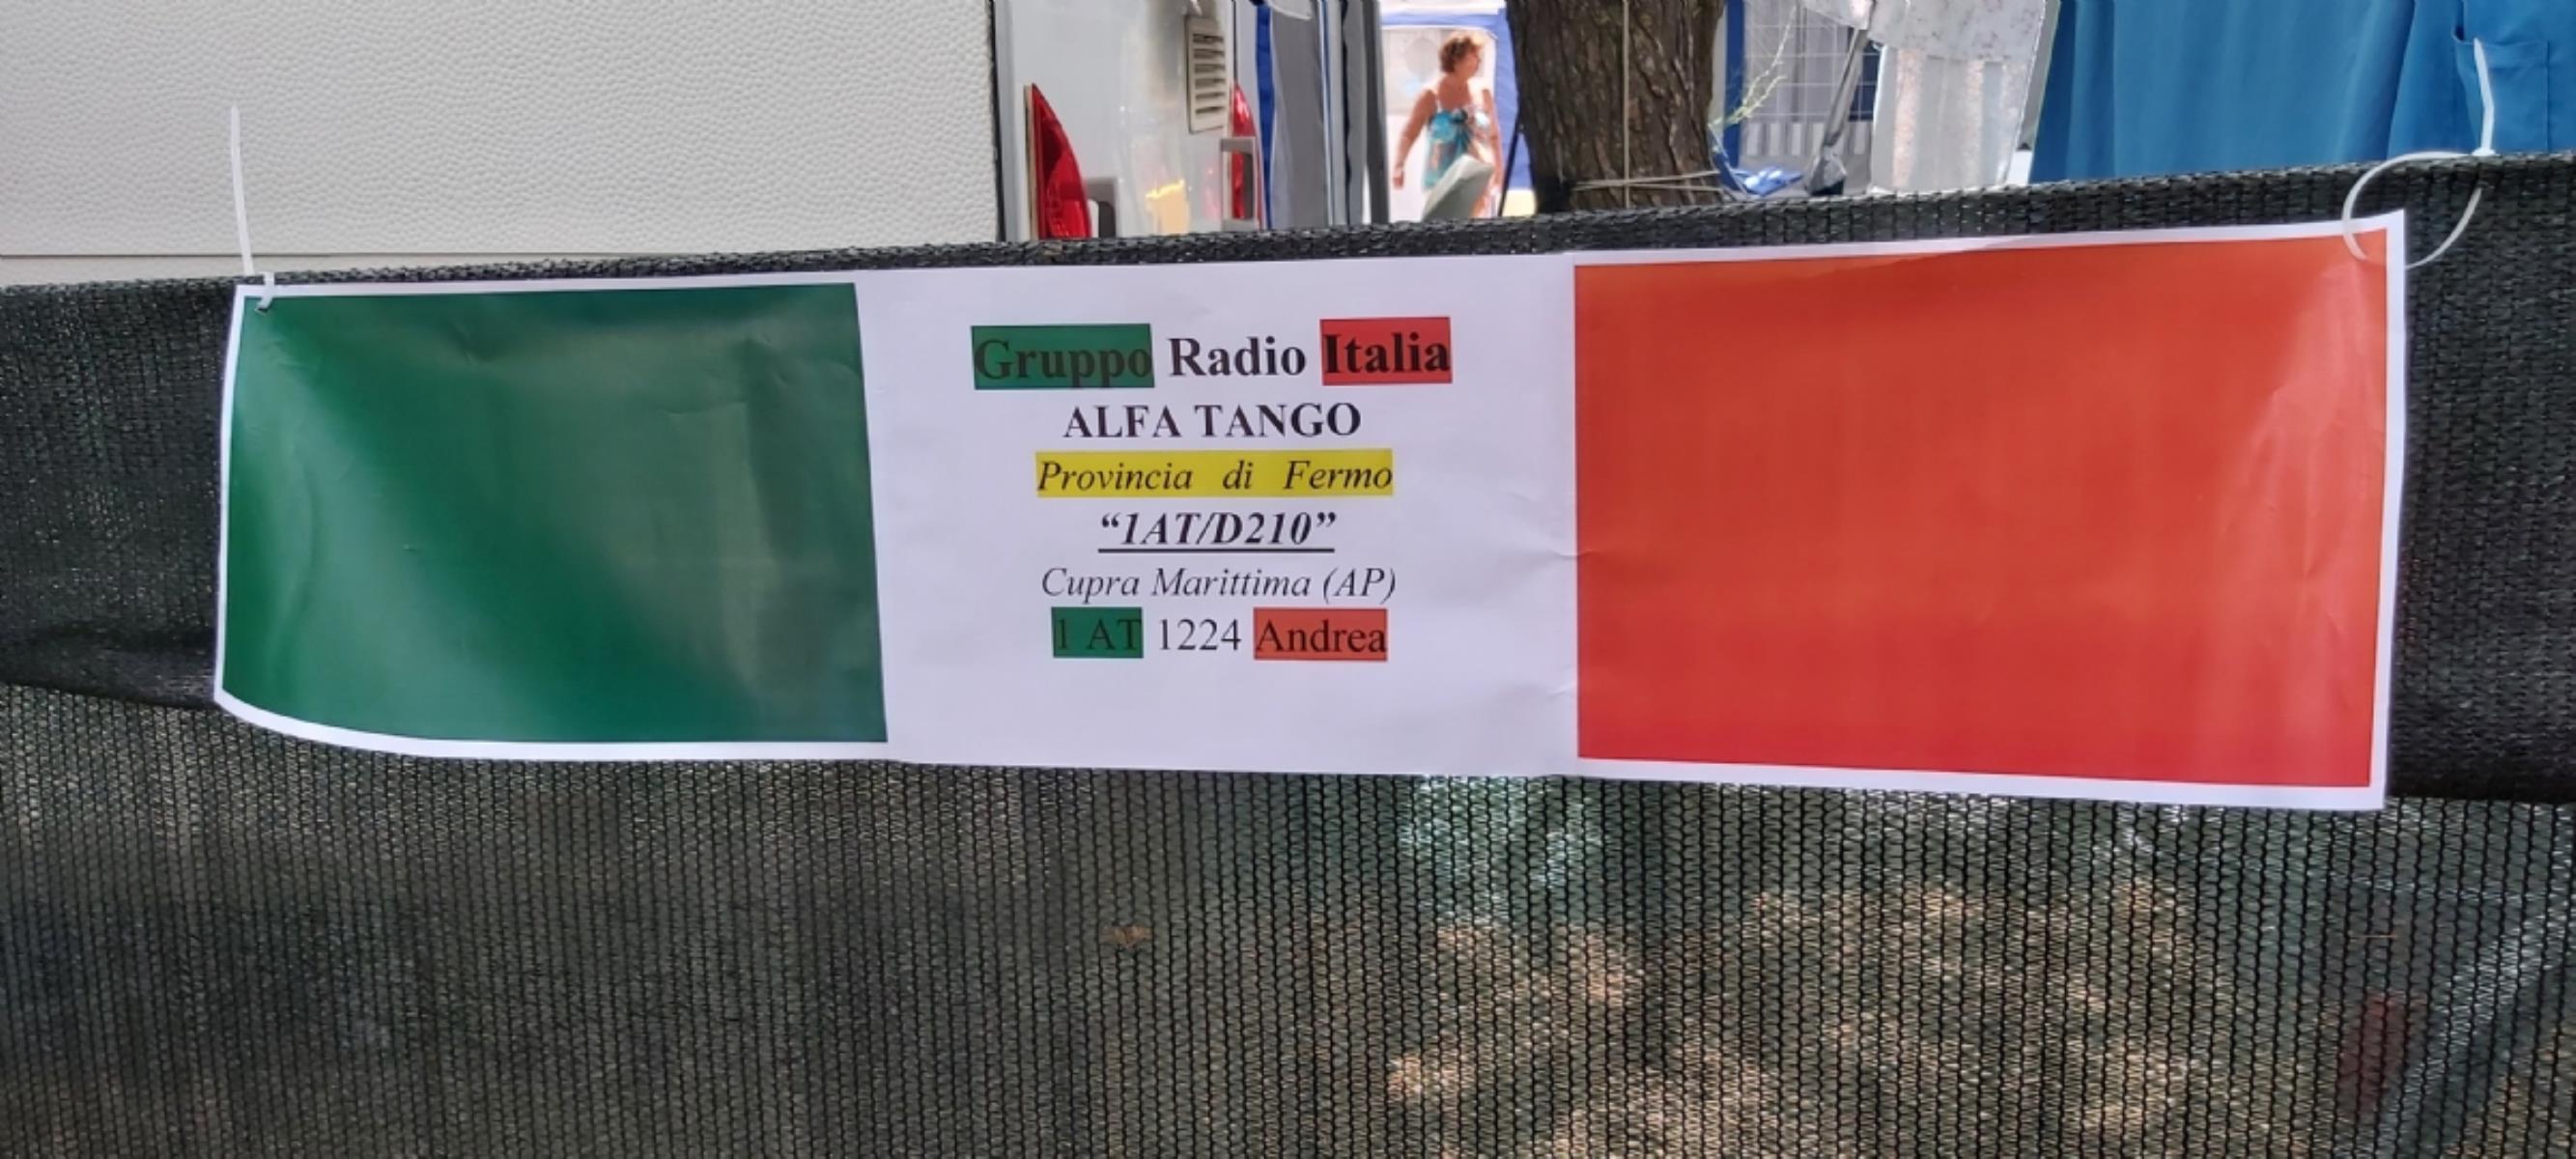 Gruppo Radio Italia
ALFA TANGO
Provincia di Fermo
“1AT/D210”
Cupra Marittima (AP)
1 AT 1224 Andrea